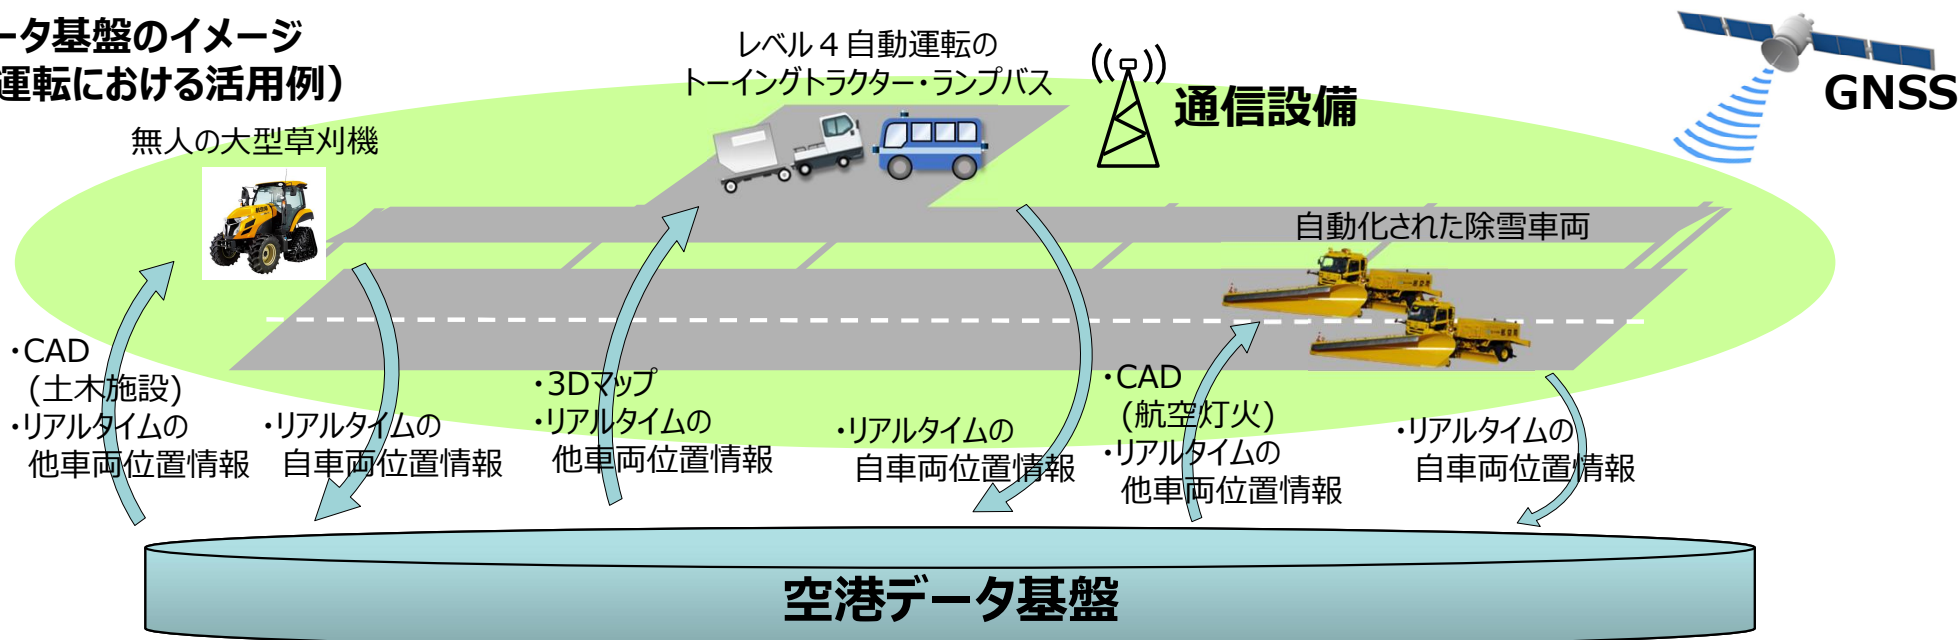 ータ基盤のイメージ
運転における活用例）
レベル４自動運転の
トーイングトラクター・ランプバス
通信設備
GNSS
無人の大型草刈機
自動化された除雪車両
・CAD
(土木施設)
・リアルタイムの
他車両位置情報
・リアルタイムの
自車両位置情報
・3Dマップ
・リアルタイムの
他車両位置情報
・リアルタイムの
自車両位置情報
・CAD
(航空灯火)
・リアルタイムの
他車両位置情報
・リアルタイムの
自車両位置情報
空港データ基盤